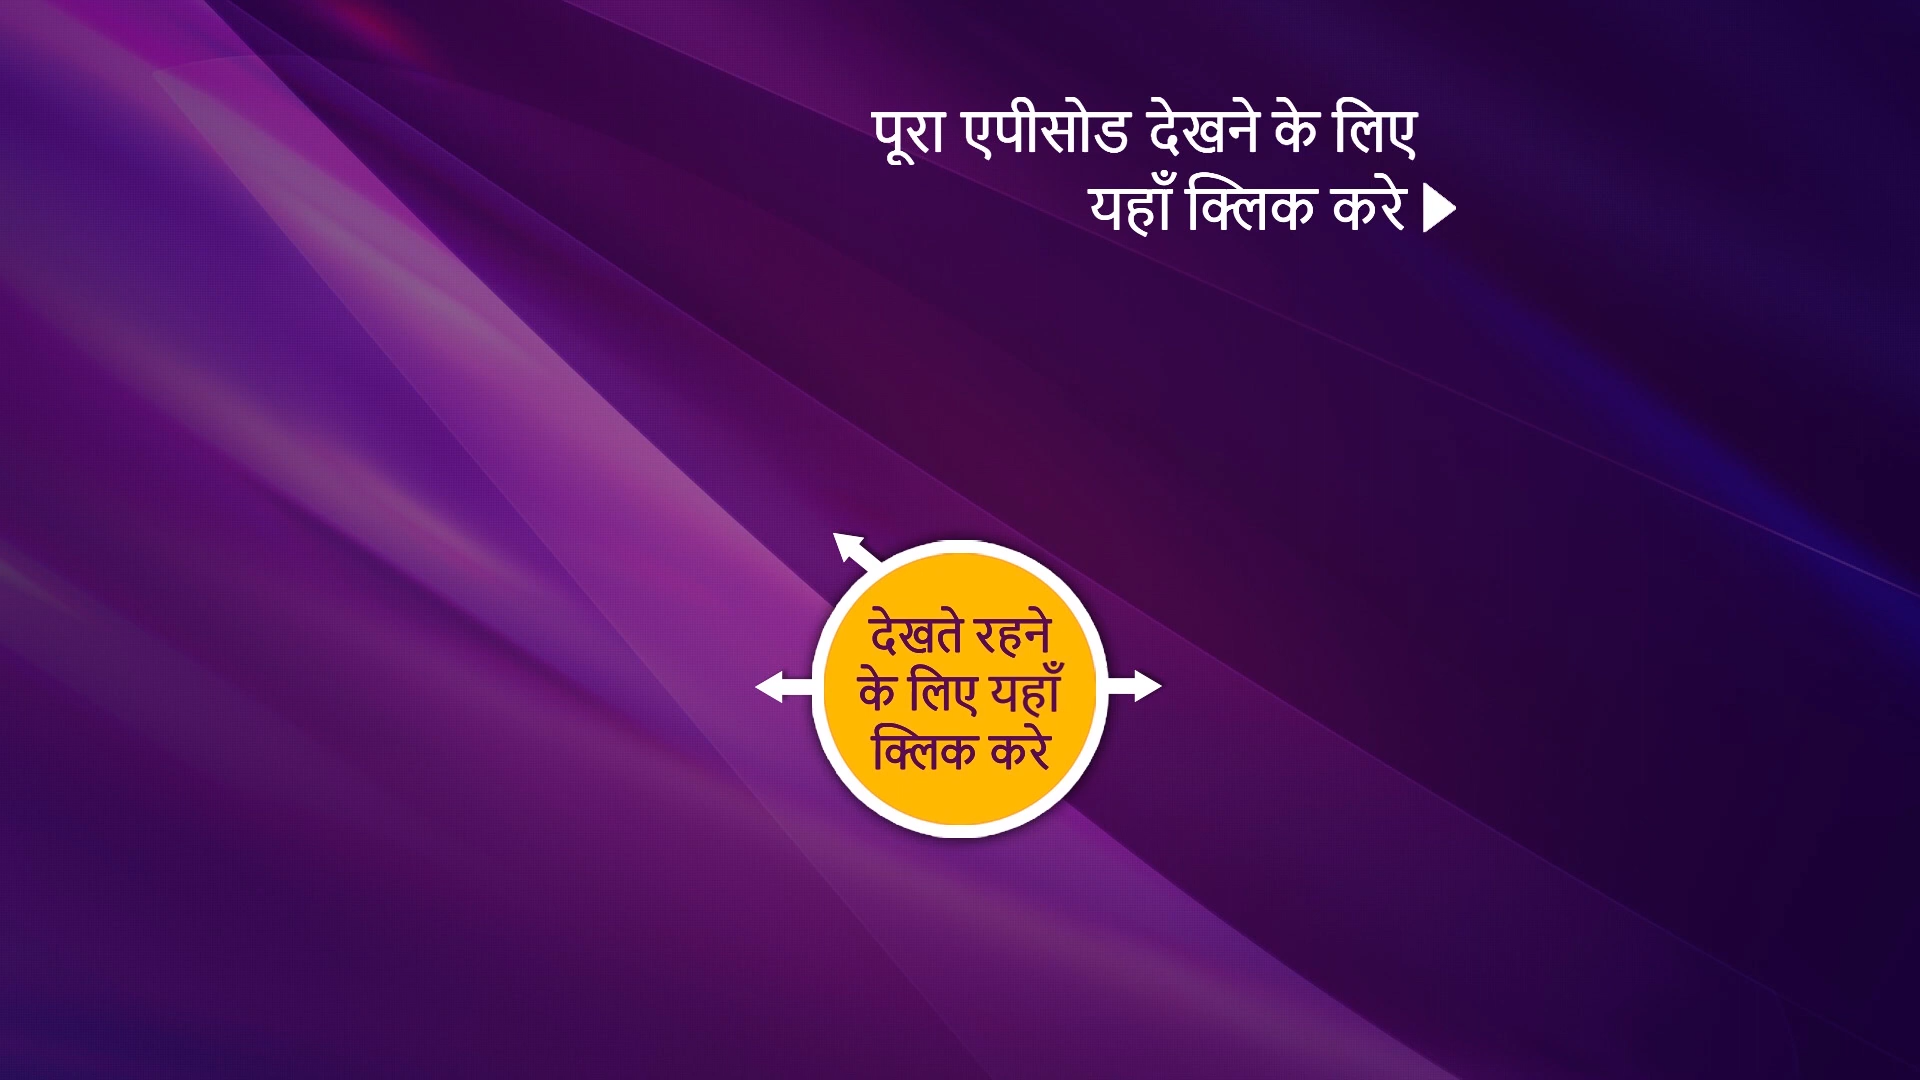 पूरा एपीसोड देखने के लिए
यहाँ क्लिक करे
देखते रहने
के लिए यहाँ
क्लिक करे